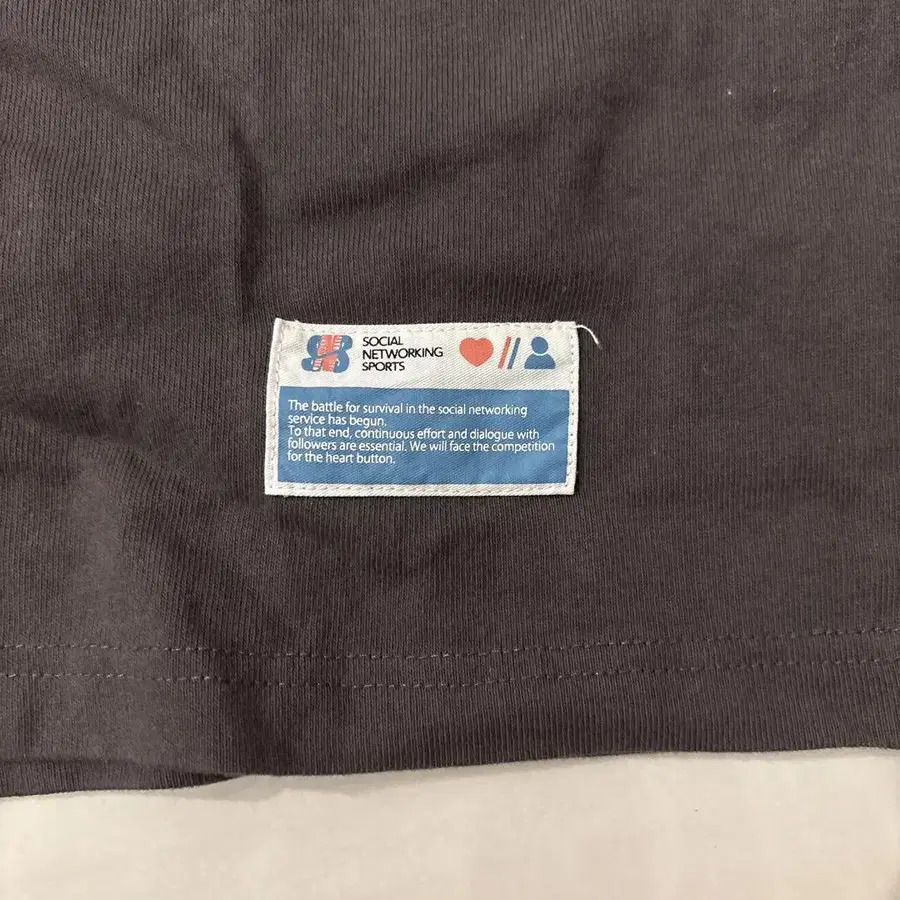 SNS
SOCIAL
NETWORKING
SPORTS
The battle for survival in the social networking
service has begun.
To that end, continuous effort and dialogue with
followers are essential. We will face the competition
for the heart button.